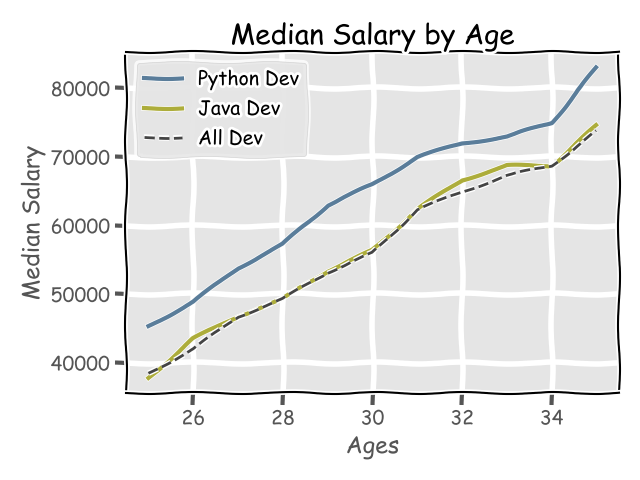 Median Salary by Age
Python Dev
Java Dev
All Dev
Median Salary
80000
70000
60000
50000
40000
26 28 30 32 34
Ages